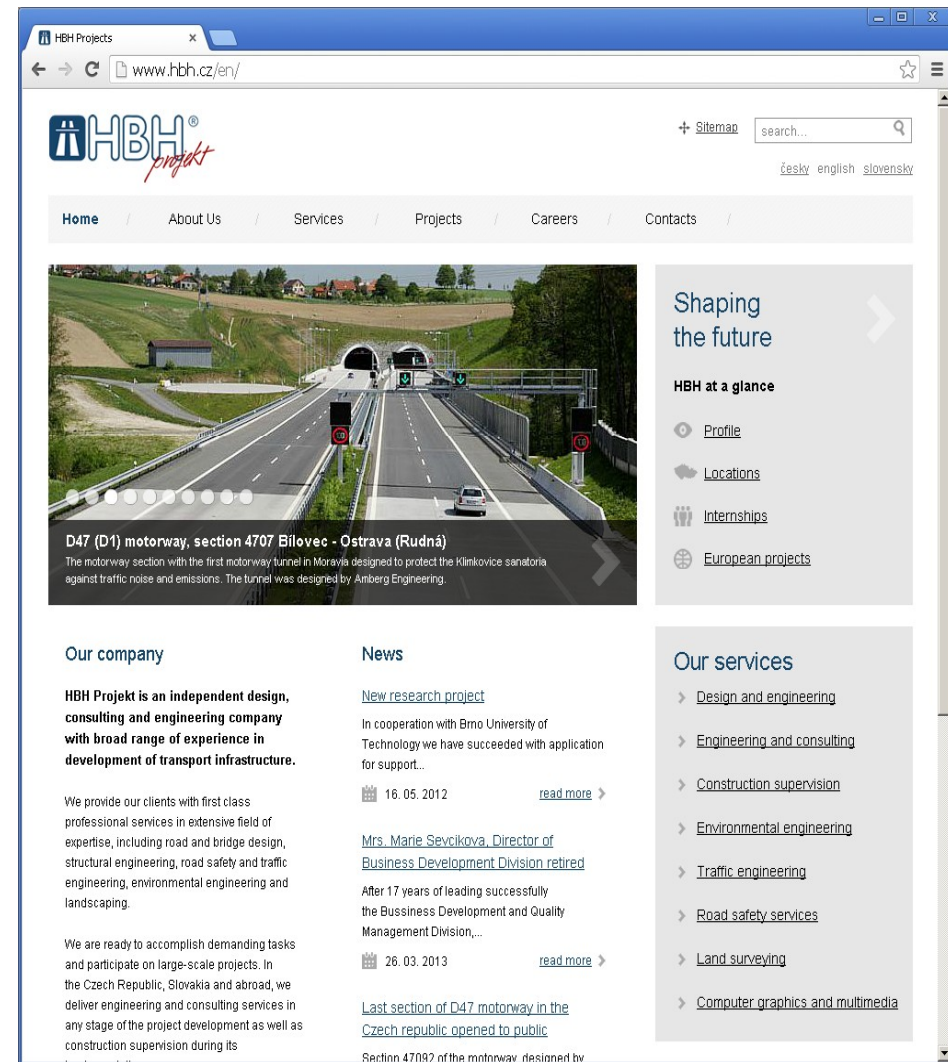 HBH Projects
www.hbh.cz/en/
HBH®
projekt
Sitemap
search...
česky english slovensky
Home / About Us / Services / Projects / Careers / Contacts /
D47 (D1) motorway, section 4707 Bílovec - Ostrava (Rudná)
The motorway section with the first motorway tunnel in Moravia designed to protect the Klimkovice sanatoria
against traffic noise and emissions. The tunnel was designed by Amberg Engineering.
Shaping
the future
HBH at a glance
Profile
Locations
Internships
European projects
Our company
HBH Projekt is an independent design,
consulting and engineering company
with broad range of experience in
development of transport infrastructure.
We provide our clients with first class
professional services in extensive field of
expertise, including road and bridge design,
structural engineering, road safety and traffic
engineering, environmental engineering and
landscaping.
We are ready to accomplish demanding tasks
and participate on large-scale projects. In
the Czech Republic, Slovakia and abroad, we
deliver engineering and consulting services in
any stage of the project development as well as
construction supervision during its
News
New research project
In cooperation with Brno University of
Technology we have succeeded with application
for support...
16. 05. 2012 read more
Mrs. Marie Sevcikova, Director of
Business Development Division retired
After 17 years of leading successfully
the Bussiness Development and Quality
Management Division,...
26. 03. 2013 read more
Last section of D47 motorway in the
Czech republic opened to public
Section 47092 of the motorway, designed by
Our services
Design and engineering
Engineering and consulting
Construction supervision
Environmental engineering
Traffic engineering
Road safety services
Land surveying
Computer graphics and multimedia